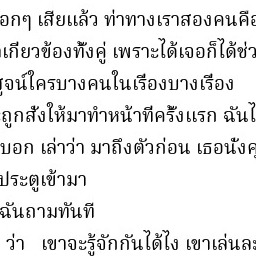 อกๆ เสียแล้ว ท่าทางเราสองคนคือ
เกี่ยวข้องทั้งคู่ เพราะได้เจอก็ได้ช่ว
สูจน์ใครบางคนในเรื่องบางเรื่อง
ถูกสั่งให้มาทำหน้าที่ครั้งแรก ฉันไ
บอก เล่าว่า มาถึงตัวก่อน เธอนั่งคุ
ประตูเข้ามา
ฉันถามทันที
ว่า เขาจะรู้จักกันได้ไง เขาเล่นละ